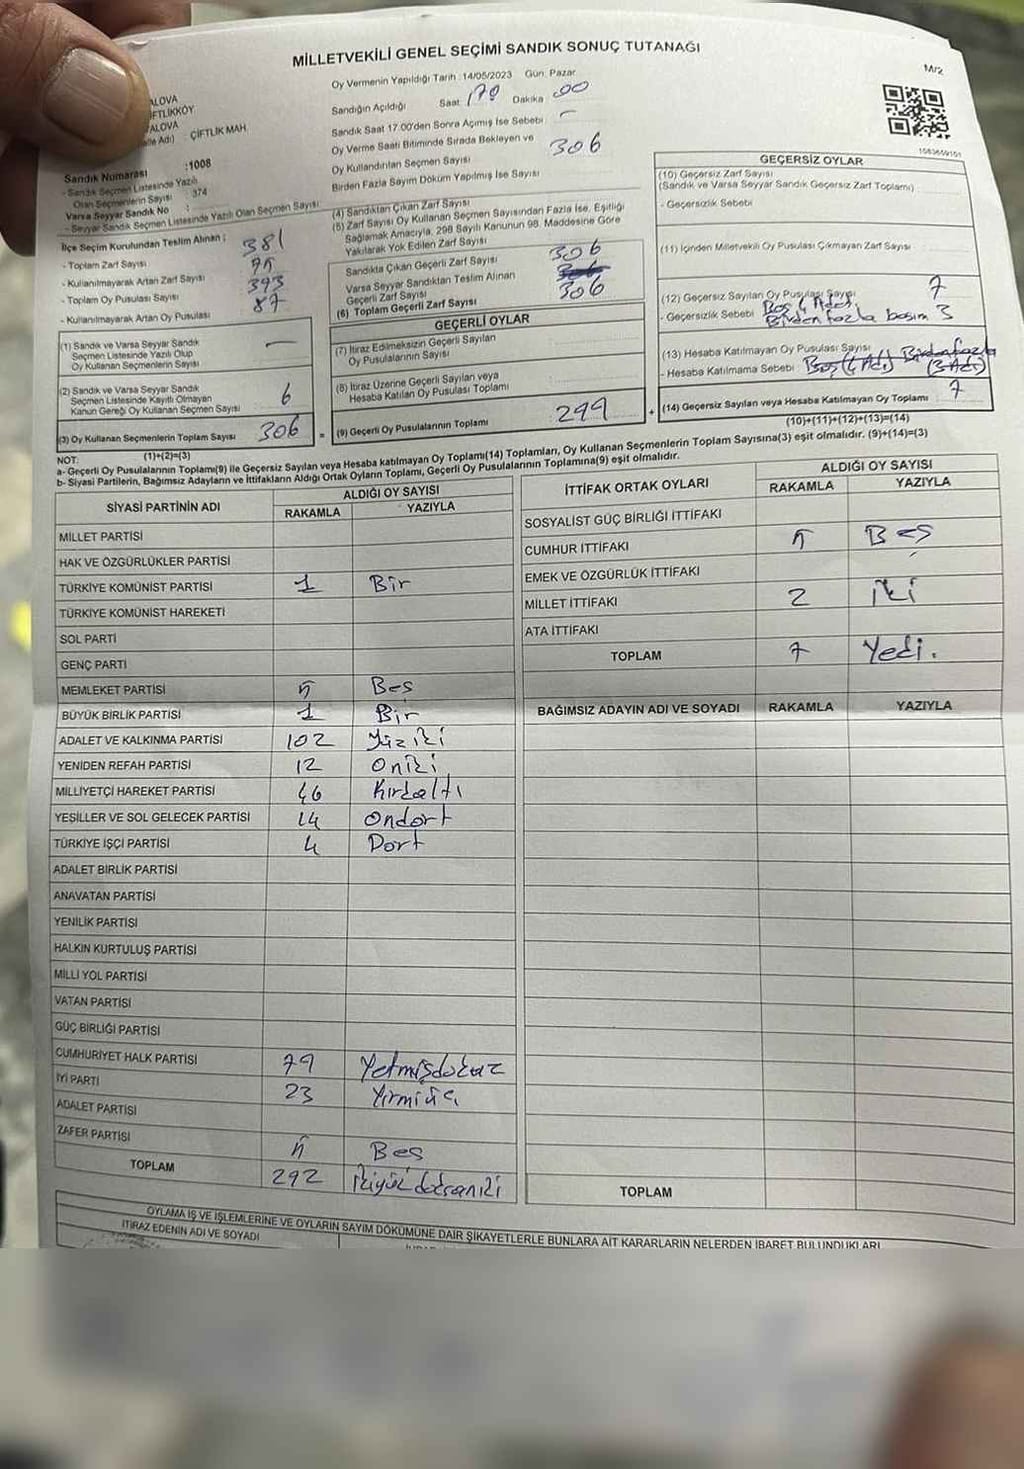 MİLLETVEKİLİ GENEL SEÇİMİ SANDIK SONUÇ TUTANAĞI
M/2
ALOVA
FTLİKKÖY
ALOVA
Adı) : ÇİFTLİK MAH.
Sandık Numarası :1008
- Sandık Seçmen Listesinde Yazılı
Olan Seçmenlerin Sayısı : 374
Varsa Seyyar Sandık No :
- Seyyar Sandık Seçmen Listesinde Yazılı Olan Seçmen Sayısı
Oy Vermenin Yapıldığı Tarih : 14/05/2023 Gün: Pazar
Sandığın Açıldığı Saat Dakika 00
Sandık Saat 17:00'den Sonra Açımış İse Sebebi : -
Oy Verme Saati Bitiminde Sırada Bekleyen ve
Oy Kullandırılan Seçmen Sayısı 306
Birden Fazla Sayım Döküm Yapılmış İse Sayısı
1083659101
İlçe Seçim Kurulundan Teslim Alınan ;
- Toplam Zarf Sayısı 381
- Kullanılmayarak Artan Zarf Sayısı 75
- Toplam Oy Pusulası Sayısı 393
- Kullanılmayarak Artan Oy Pusulası 87
(1) Sandık ve Varsa Seyyar Sandık
Seçmen Listesinde Yazılı Olup
Oy Kullanan Seçmenlerin Sayısı -
(2) Sandık ve Varsa Seyyar Sandık
Seçmen Listesinde Kayıtlı Olmayan
Kanun Gereği Oy Kullanan Seçmen Sayısı 6
(3) Oy Kullanan Seçmenlerin Toplam Sayısı 306
(1)+(2)=(3)
(4) Sandıktan Çıkan Zarf Sayısı
(5) Zarf Sayısı Oy Kullanan Seçmen Sayısından Fazla İse, Eşitliği
Sağlamak Amacıyla, 298 Sayılı Kanunun 98. Maddesine Göre
Yakılarak Yok Edilen Zarf Sayısı
Sandıkta Çıkan Geçerli Zarf Sayısı 306
Varsa Seyyar Sandıktan Teslim Alınan
Geçerli Zarf Sayısı
(6) Toplam Geçerli Zarf Sayısı 306
GEÇERLİ OYLAR
(7) İtiraz Edilmeksizin Geçerli Sayılan
Oy Pusulalarının Sayısı
(8) İtiraz Üzerine Geçerli Sayılan veya
Hesaba Katılan Oy Pusulası Toplamı
= (9) Geçerli Oy Pusulalarının Toplamı 299 +
GEÇERSİZ OYLAR
(10) Geçersiz Zarf Sayısı
(Sandık ve Varsa Seyyar Sandık Geçersiz Zarf Toplamı)
- Geçersizlik Sebebi
(11) İçinden Milletvekili Oy Pusulası Çıkmayan Zarf Sayısı
(12) Geçersiz Sayılan Oy Pusulası Sayısı 7
- Geçersizlik Sebebi Boş 4 Adet.
Birden fazla basım 3
(13) Hesaba Katılmayan Oy Pusulası Sayısı
- Hesaba Katılmama Sebebi Boş (4 Adt) Birden fazla
(3 Adt)
(14) Geçersiz Sayılan veya Hesaba Katılmayan Oy Toplamı 7
(10)+(11)+(12)+(13)=(14)
NOT:
a- Geçerli Oy Pusulalarının Toplamı(9) ile Geçersiz Sayılan veya Hesaba katılmayan Oy Toplamı(14) Toplamları, Oy Kullanan Seçmenlerin Toplam Sayısına(3) eşit olmalıdır. (9)+(14)=(3)
b- Siyasi Partilerin, Bağımsız Adayların ve İttifakların Aldığı Ortak Oyların Toplamı, Geçerli Oy Pusulalarının Toplamına(9) eşit olmalıdır.
SİYASİ PARTİNİN ADI ALDIĞI OY SAYISI
RAKAMLA YAZIYLA
MİLLET PARTİSİ
HAK VE ÖZGÜRLÜKLER PARTİSİ
TÜRKİYE KOMÜNİST PARTİSİ 1 Bir
TÜRKİYE KOMÜNİST HAREKETİ
SOL PARTİ
GENÇ PARTİ
MEMLEKET PARTİSİ 5 Beş
BÜYÜK BİRLİK PARTİSİ 1 Bir
ADALET VE KALKINMA PARTİSİ 102 Yüziki
YENİDEN REFAH PARTİSİ 12 Oniki
MİLLİYETÇİ HAREKET PARTİSİ 46 Kırkaltı
YEŞİLLER VE SOL GELECEK PARTİSİ 14 Ondört
TÜRKİYE İŞÇİ PARTİSİ 4 Dört
ADALET BİRLİK PARTİSİ
ANAVATAN PARTİSİ
YENİLİK PARTİSİ
HALKIN KURTULUŞ PARTİSİ
MİLLİ YOL PARTİSİ
VATAN PARTİSİ
GÜÇ BİRLİĞİ PARTİSİ
CUMHURİYET HALK PARTİSİ 79 Yetmişdokuz
İYİ PARTİ 23 Yirmiüç
ADALET PARTİSİ
ZAFER PARTİSİ 5 Beş
TOPLAM 292 İkiyüzdoksaniki
İTTİFAK ORTAK OYLARI ALDIĞI OY SAYISI
RAKAMLA YAZIYLA
SOSYALİST GÜÇ BİRLİĞİ İTTİFAKI
CUMHUR İTTİFAKI 5 Beş
EMEK VE ÖZGÜRLÜK İTTİFAKI
MİLLET İTTİFAKI 2 iki
ATA İTTİFAKI
TOPLAM 7 Yedi.
BAĞIMSIZ ADAYIN ADI VE SOYADI RAKAMLA YAZIYLA
TOPLAM
OYLAMA İŞ VE İŞLEMLERİNE VE OYLARIN SAYIM DÖKÜMÜNE DAİR ŞİKAYETLERLE BUNLARA AİT KARARLARIN NELERDEN İBARET BULUNDUKLARI
İTİRAZ EDENİN ADI VE SOYADI